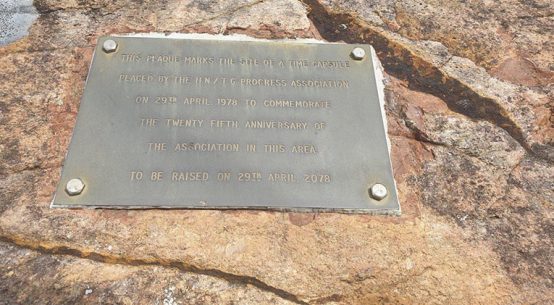 THIS PLAQUE MARKS THE SITE OF A TIME CAPSULE
PLACED BY THE H.N./T.G. PROGRESS ASSOCIATION
ON 29TH APRIL 1978 TO COMMEMORATE
THE TWENTY FIFTH ANNIVERSARY OF
THE ASSOCIATION IN THIS AREA.
TO BE RAISED ON 29TH APRIL 2078